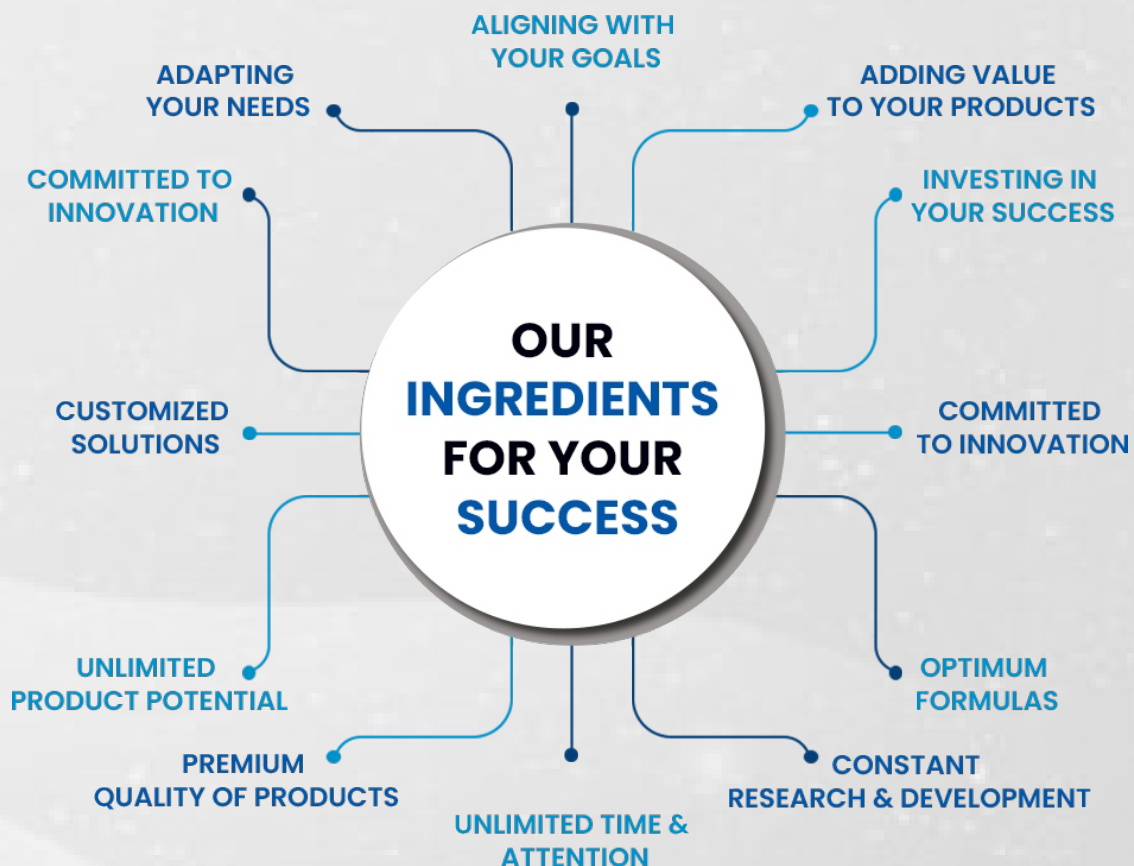 ALIGNING WITH
YOUR GOALS
ADAPTING
YOUR NEEDS
ADDING VALUE
TO YOUR PRODUCTS
COMMITTED TO
INNOVATION
INVESTING IN
YOUR SUCCESS
OUR
INGREDIENTS
FOR YOUR
SUCCESS
CUSTOMIZED
SOLUTIONS
COMMITTED
TO INNOVATION
UNLIMITED
PRODUCT POTENTIAL
OPTIMUM
FORMULAS
PREMIUM
QUALITY OF PRODUCTS
CONSTANT
RESEARCH & DEVELOPMENT
UNLIMITED TIME &
ATTENTION